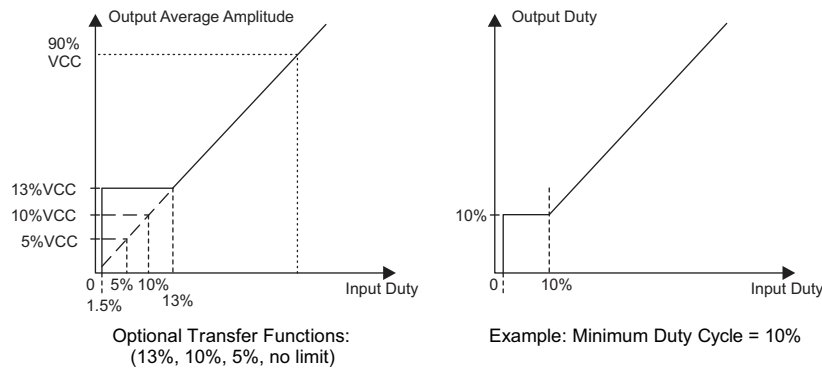 Output Average Amplitude
90%
VCC
13%VCC
10%VCC
5%VCC
0 5% 10%
1.5% 13%
Input Duty
Optional Transfer Functions:
(13%, 10%, 5%, no limit)
Output Duty
10%
0 10%
Input Duty
Example: Minimum Duty Cycle = 10%